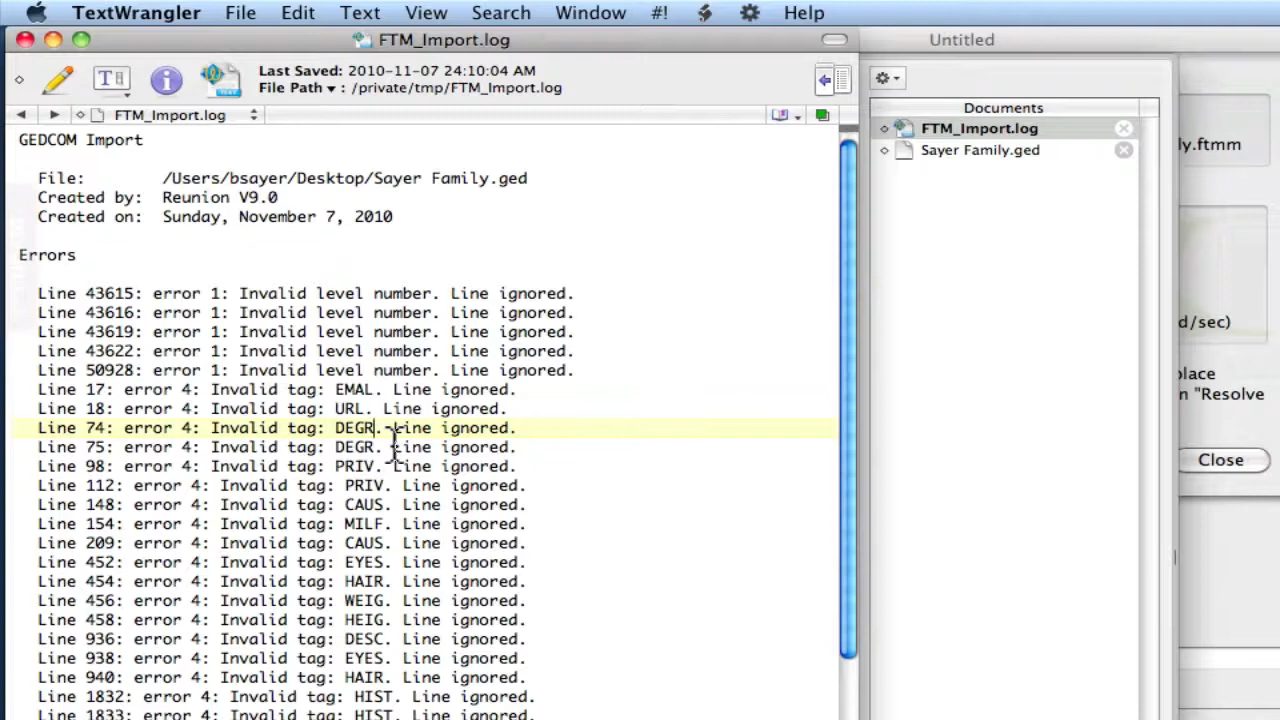 TextWrangler File Edit Text View Search Window #! Help
FTM_Import.log
Untitled
Last Saved: 2010-11-07 24:10:04 AM
File Path ▾ : /private/tmp/FTM_Import.log
FTM_Import.log
Documents
FTM_Import.log
Sayer Family.ged
GEDCOM Import
File: /Users/bsayer/Desktop/Sayer Family.ged
Created by: Reunion V9.0
Created on: Sunday, November 7, 2010
Errors
Line 43615: error 1: Invalid level number. Line ignored.
Line 43616: error 1: Invalid level number. Line ignored.
Line 43619: error 1: Invalid level number. Line ignored.
Line 43622: error 1: Invalid level number. Line ignored.
Line 50928: error 1: Invalid level number. Line ignored.
Line 17: error 4: Invalid tag: EMAL. Line ignored.
Line 18: error 4: Invalid tag: URL. Line ignored.
Line 74: error 4: Invalid tag: DEGR. Line ignored.
Line 75: error 4: Invalid tag: DEGR. Line ignored.
Line 98: error 4: Invalid tag: PRIV. Line ignored.
Line 112: error 4: Invalid tag: PRIV. Line ignored.
Line 148: error 4: Invalid tag: CAUS. Line ignored.
Line 154: error 4: Invalid tag: MILF. Line ignored.
Line 209: error 4: Invalid tag: CAUS. Line ignored.
Line 452: error 4: Invalid tag: EYES. Line ignored.
Line 454: error 4: Invalid tag: HAIR. Line ignored.
Line 456: error 4: Invalid tag: WEIG. Line ignored.
Line 458: error 4: Invalid tag: HEIG. Line ignored.
Line 936: error 4: Invalid tag: DESC. Line ignored.
Line 938: error 4: Invalid tag: EYES. Line ignored.
Line 940: error 4: Invalid tag: HAIR. Line ignored.
Line 1832: error 4: Invalid tag: HIST. Line ignored.
Line 1833: error 4: Invalid tag: HIST. Line ignored.
ly.ftmm
d/sec)
place
n "Resolve
Close